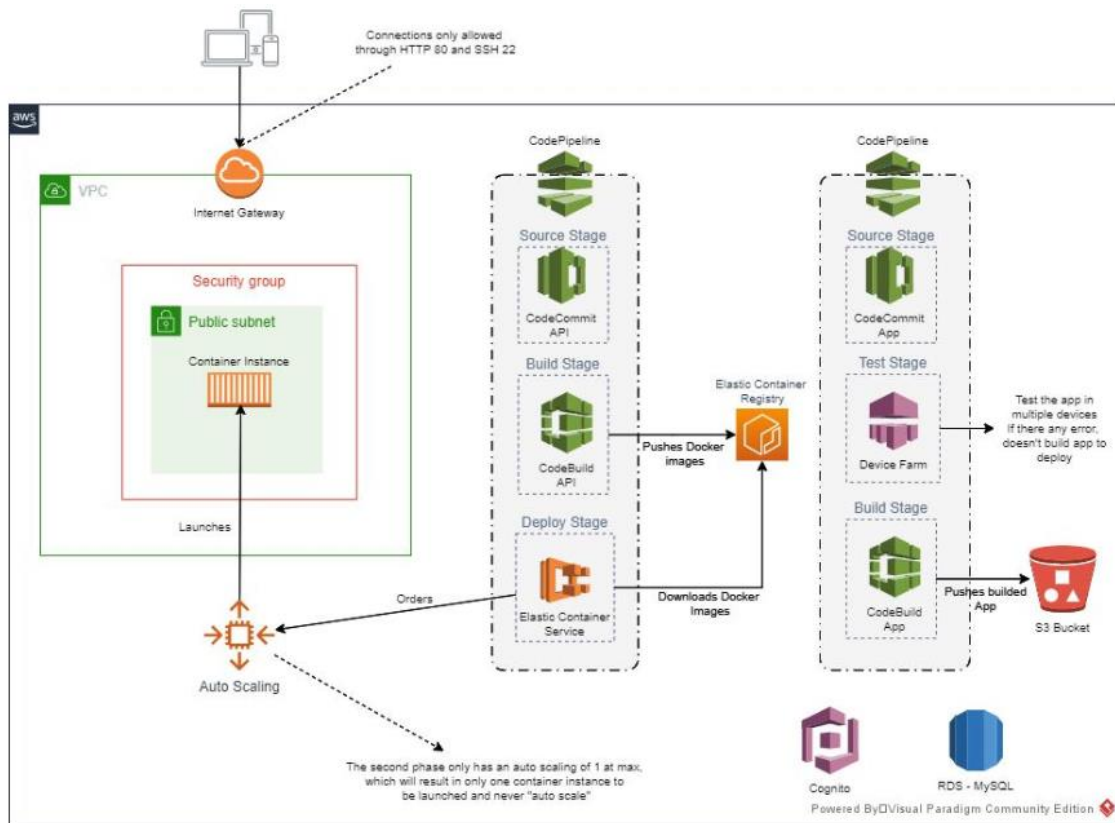 Connections only allowed
through HTTP 80 and SSH 22
aws
VPC
Internet Gateway
Security group
Public subnet
Container Instance
Launches
Auto Scaling
Orders
The second phase only has an auto scaling of 1 at max,
which will result in only one container instance to
be launched and never "auto scale"
CodePipeline
Source Stage
CodeCommit
API
Build Stage
CodeBuild
API
Deploy Stage
Elastic Container
Service
Pushes Docker
images
Elastic Container
Registry
Downloads Docker
Images
CodePipeline
Source Stage
CodeCommit
App
Test Stage
Device Farm
Test the app in
multiple devices
If there any error,
doesn't build app to
deploy
Build Stage
CodeBuild
App
Pushes builded
App
S3 Bucket
Cognito
RDS - MySQL
Powered By□Visual Paradigm Community Edition